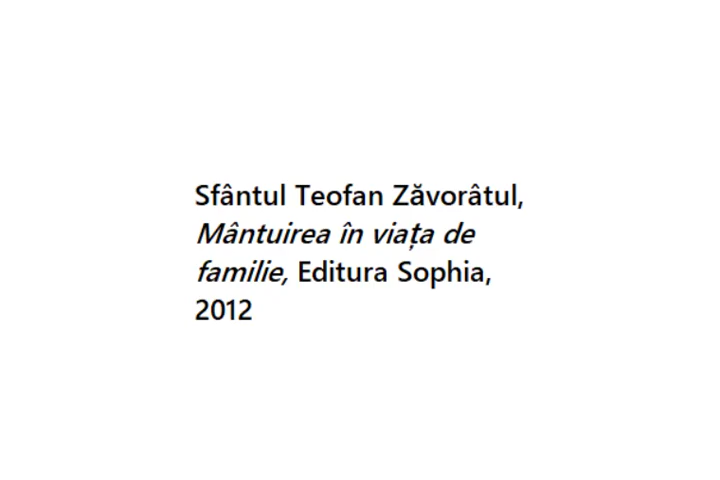 Sfântul Teofan Zăvorâtul,
Mântuirea în viața de
familie, Editura Sophia,
2012